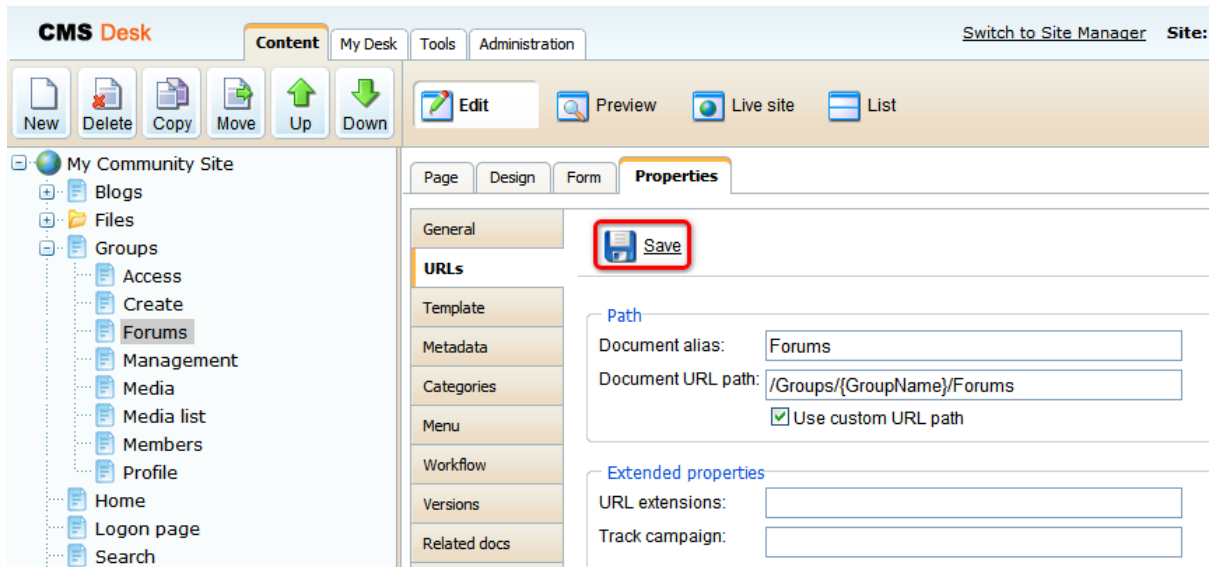 CMS Desk
Content My Desk Tools Administration
Switch to Site Manager Site:
New Delete Copy Move Up Down
Edit Preview Live site List
My Community Site
Blogs
Files
Groups
Access
Create
Forums
Management
Media
Media list
Members
Profile
Home
Logon page
Search
Page Design Form Properties
General
URLs
Template
Metadata
Categories
Menu
Workflow
Versions
Related docs
Save
Path
Document alias: Forums
Document URL path: /Groups/{GroupName}/Forums
Use custom URL path
Extended properties
URL extensions:
Track campaign: